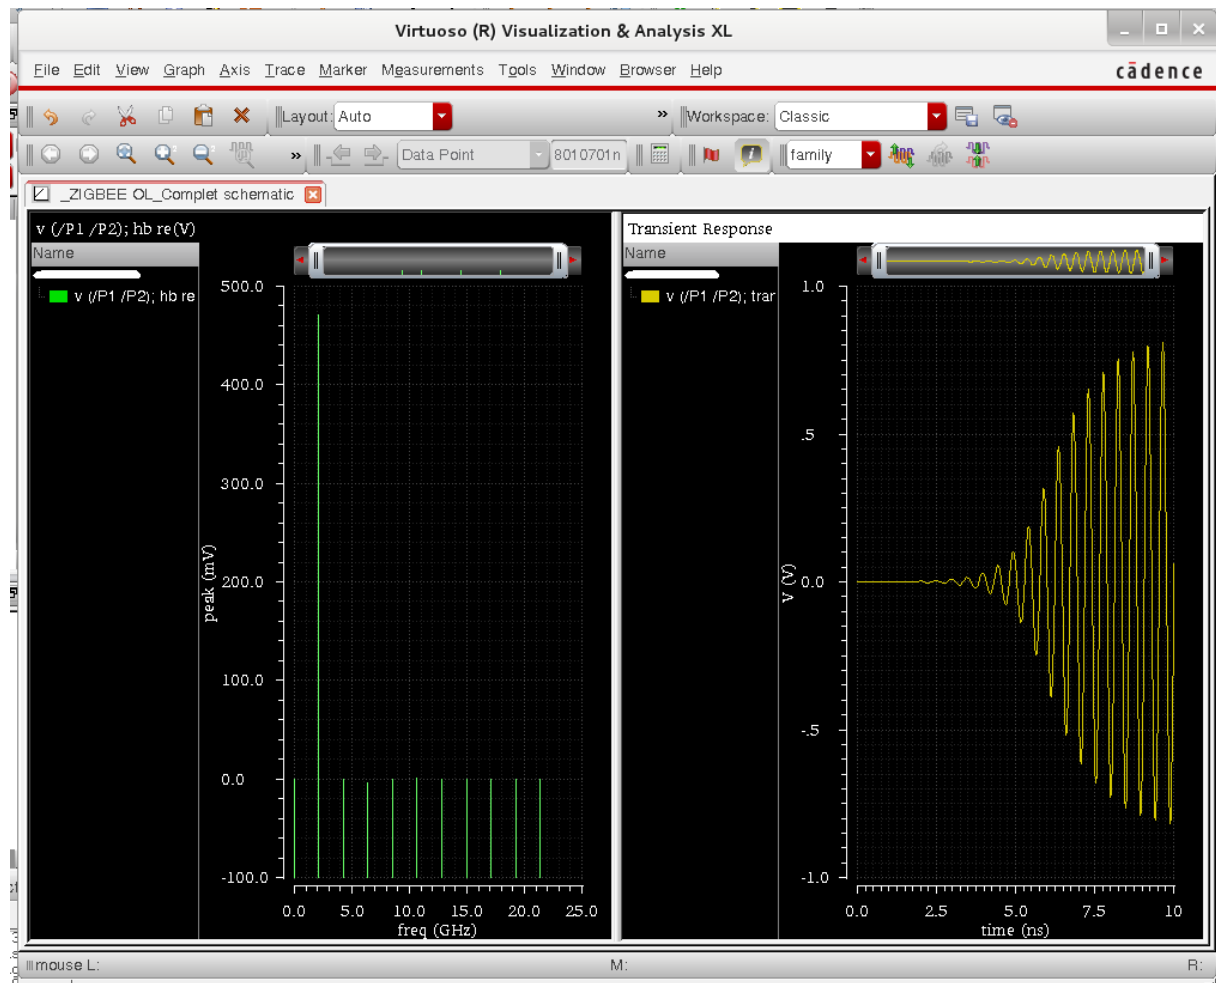 Virtuoso (R) Visualization & Analysis XL
File Edit View Graph Axis Trace Marker Measurements Tools Window Browser Help
cādence
Layout: Auto » Workspace: Classic
» Data Point 8010701n family
_ZIGBEE OL_Complet schematic
v (/P1 /P2); hb re(V)
Name
v (/P1 /P2); hb re
500.0
400.0
300.0
200.0
100.0
0.0
-100.0
peak (mV)
0.0 5.0 10.0 15.0 20.0 25.0
freq (GHz)
Transient Response
Name
v (/P1 /P2); tran
1.0
.5
0.0
-.5
-1.0
V (V)
0.0 2.5 5.0 7.5 10
time (ns)
mouse L: M: R: